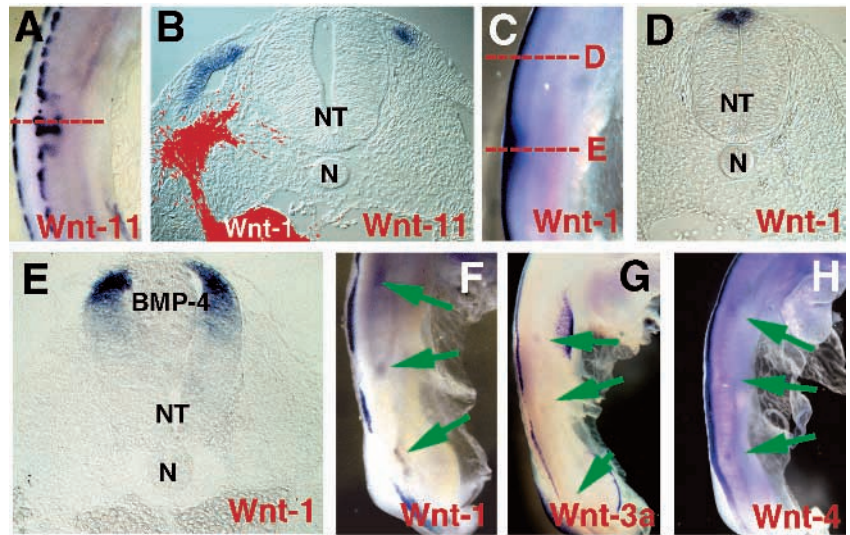 A
Wnt-11
B
NT
N
Wnt-1
Wnt-11
C
D
E
Wnt-1
D
NT
N
Wnt-1
E
BMP-4
NT
N
Wnt-1
F
Wnt-1
G
Wnt-3a
H
Wnt-4